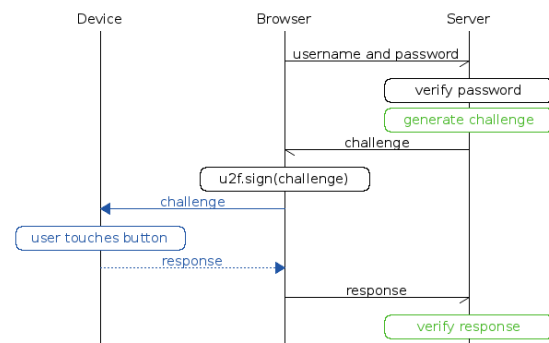 Device
Browser
Server
username and password
verify password
generate challenge
challenge
u2f.sign(challenge)
challenge
user touches button
response
response
verify response